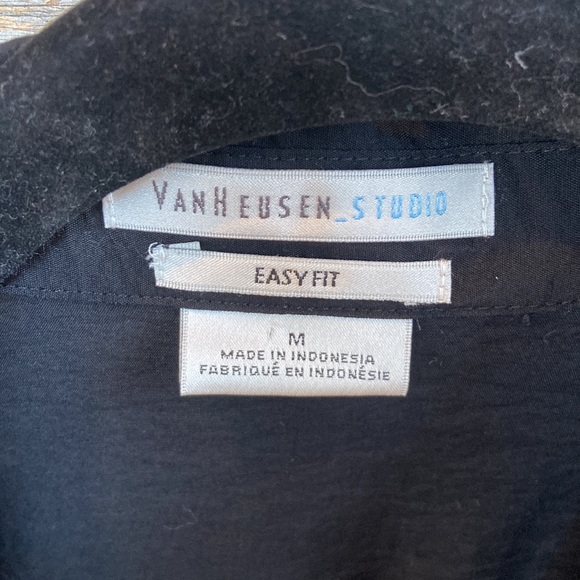 VANHEUSEN_STUDIO
EASY FIT
M
MADE IN INDONESIA
FABRIQUÉ EN INDONÉSIE